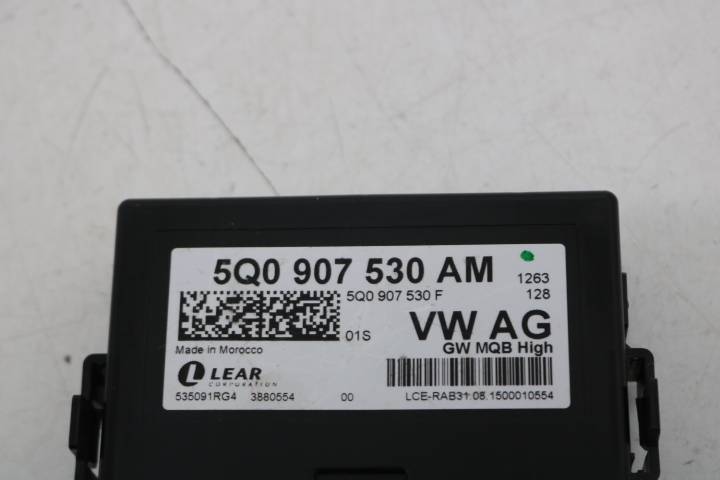 5Q0 907 530 AM
1263
5Q0 907 530 F
128
01S
VW AG
Made in Morocco
GW MQB High
LEAR
CORPORATION
535091RG4 3880554 00 LCE-RAB31.08.1500010554